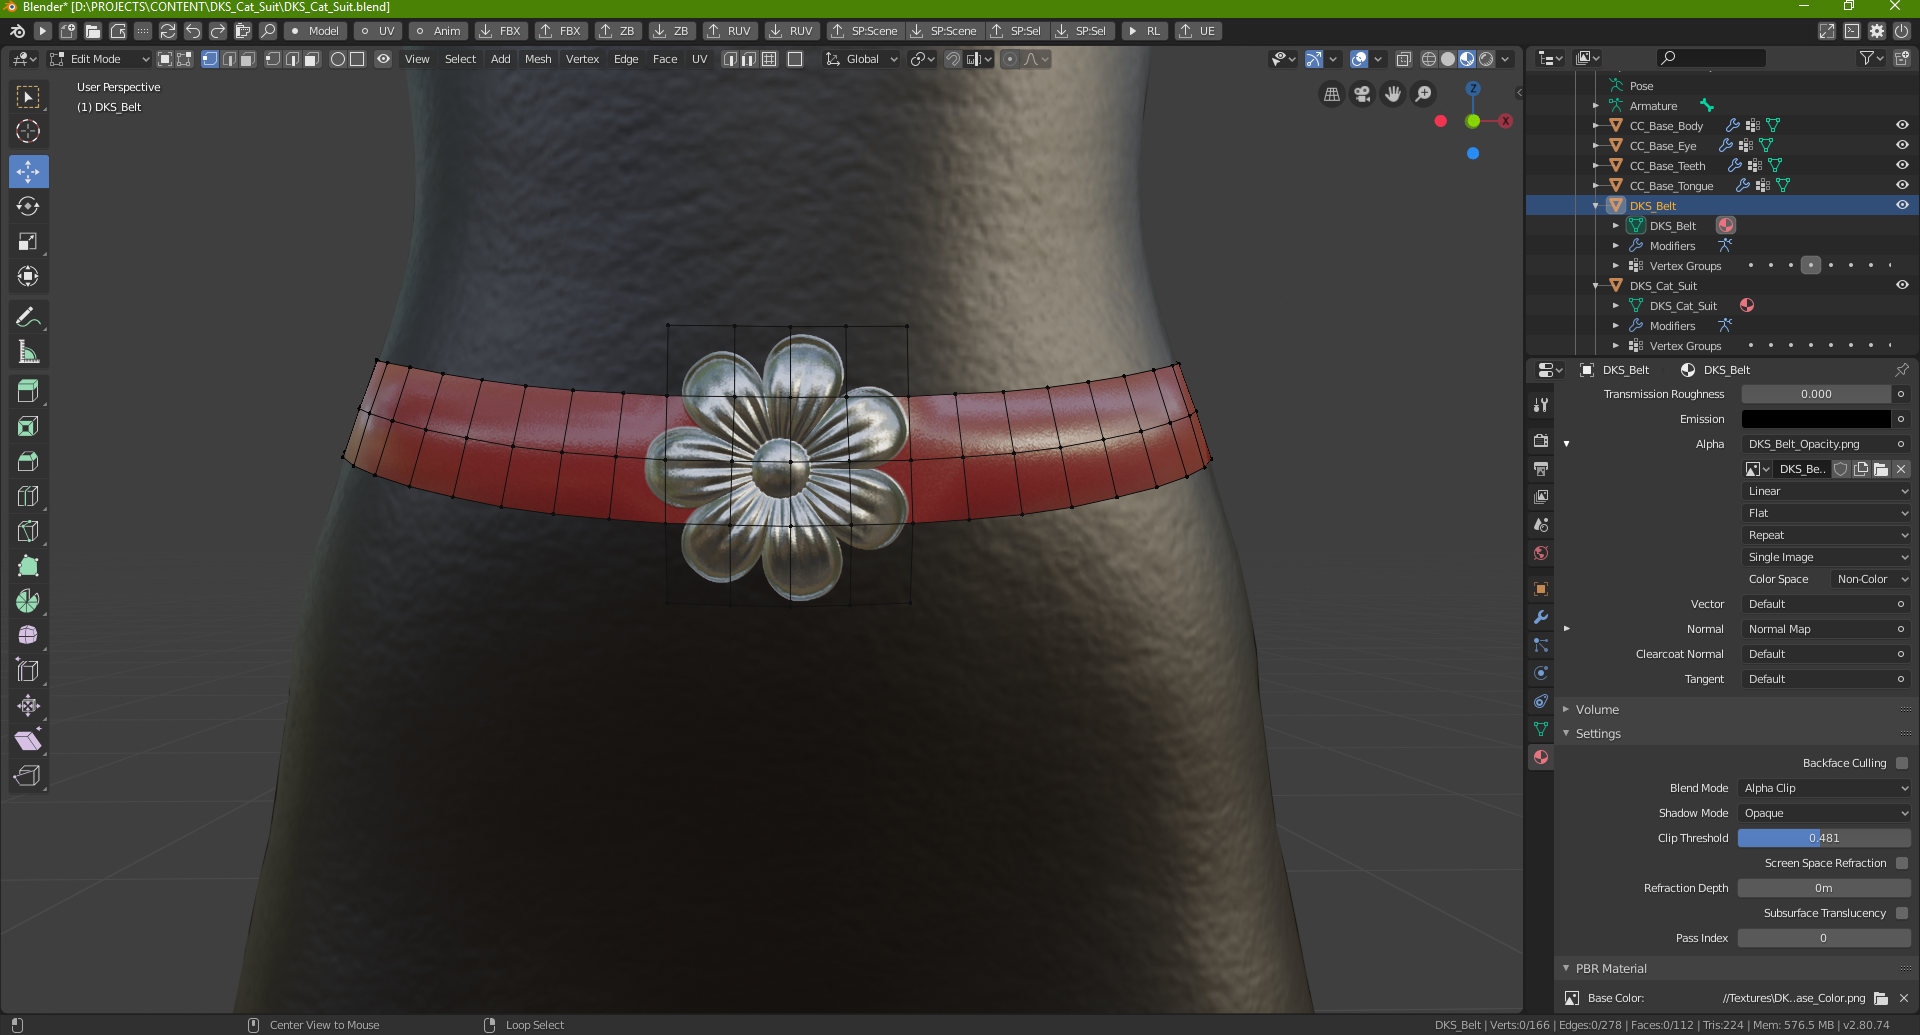 Blender* [D:\PROJECTS\CONTENT\DKS_Cat_Suit\DKS_Cat_Suit.blend]
Model UV Anim FBX FBX ZB ZB RUV RUV SP:Scene SP:Scene SP:Sel SP:Sel RL UE
Edit Mode View Select Add Mesh Vertex Edge Face UV Global
User Perspective
(1) DKS_Belt
Z
X
Pose
Armature
CC_Base_Body
CC_Base_Eye
CC_Base_Teeth
CC_Base_Tongue
DKS_Belt
DKS_Belt
Modifiers
Vertex Groups
DKS_Cat_Suit
DKS_Cat_Suit
Modifiers
Vertex Groups
DKS_Belt DKS_Belt
Transmission Roughness 0.000
Emission
Alpha DKS_Belt_Opacity.png
DKS_Be..
Linear
Flat
Repeat
Single Image
Color Space Non-Color
Vector Default
Normal Normal Map
Clearcoat Normal Default
Tangent Default
Volume
Settings
Backface Culling
Blend Mode Alpha Clip
Shadow Mode Opaque
Clip Threshold 0.481
Screen Space Refraction
Refraction Depth 0m
Subsurface Translucency
Pass Index 0
PBR Material
Base Color: //Textures\DK..ase_Color.png
Center View to Mouse Loop Select DKS_Belt | Verts:0/166 | Edges:0/278 | Faces:0/112 | Tris:224 | Mem: 576.5 MB | v2.80.74